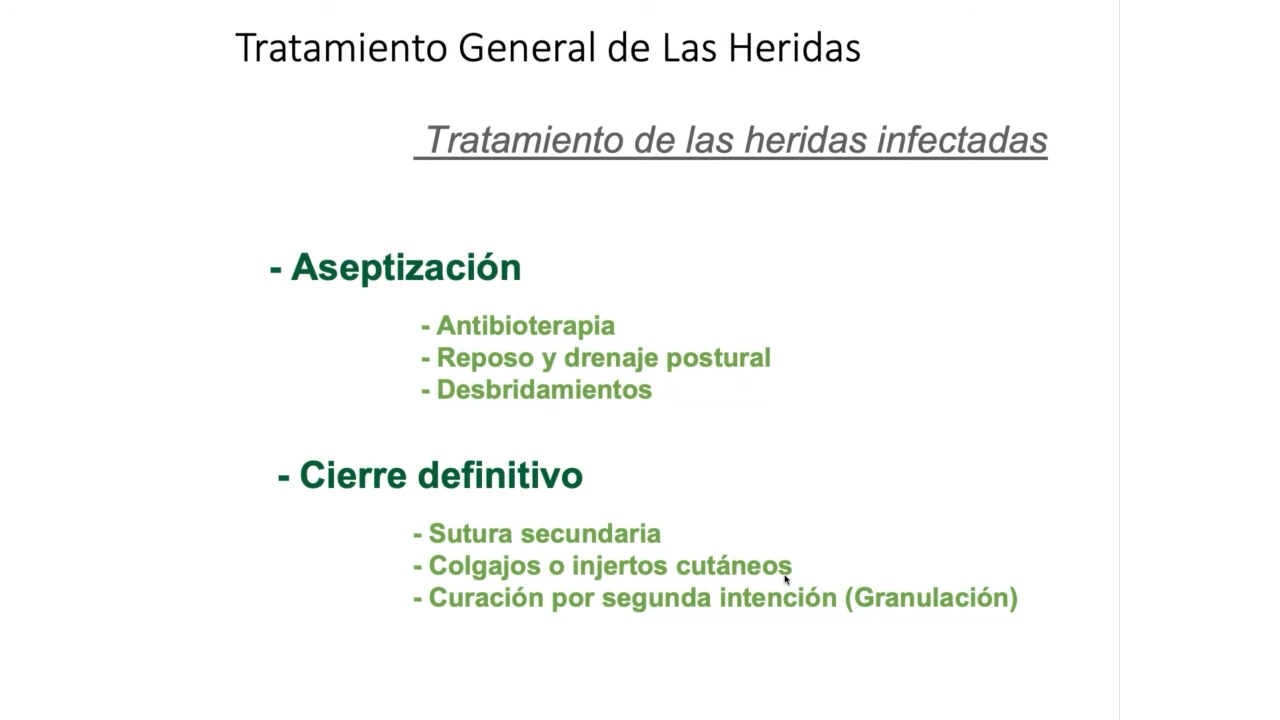 Tratamiento General de Las Heridas
Tratamiento de las heridas infectadas
- Aseptización
- Antibioterapia
- Reposo y drenaje postural
- Desbridamientos
- Cierre definitivo
- Sutura secundaria
- Colgajos o injertos cutáneos
- Curación por segunda intención (Granulación)